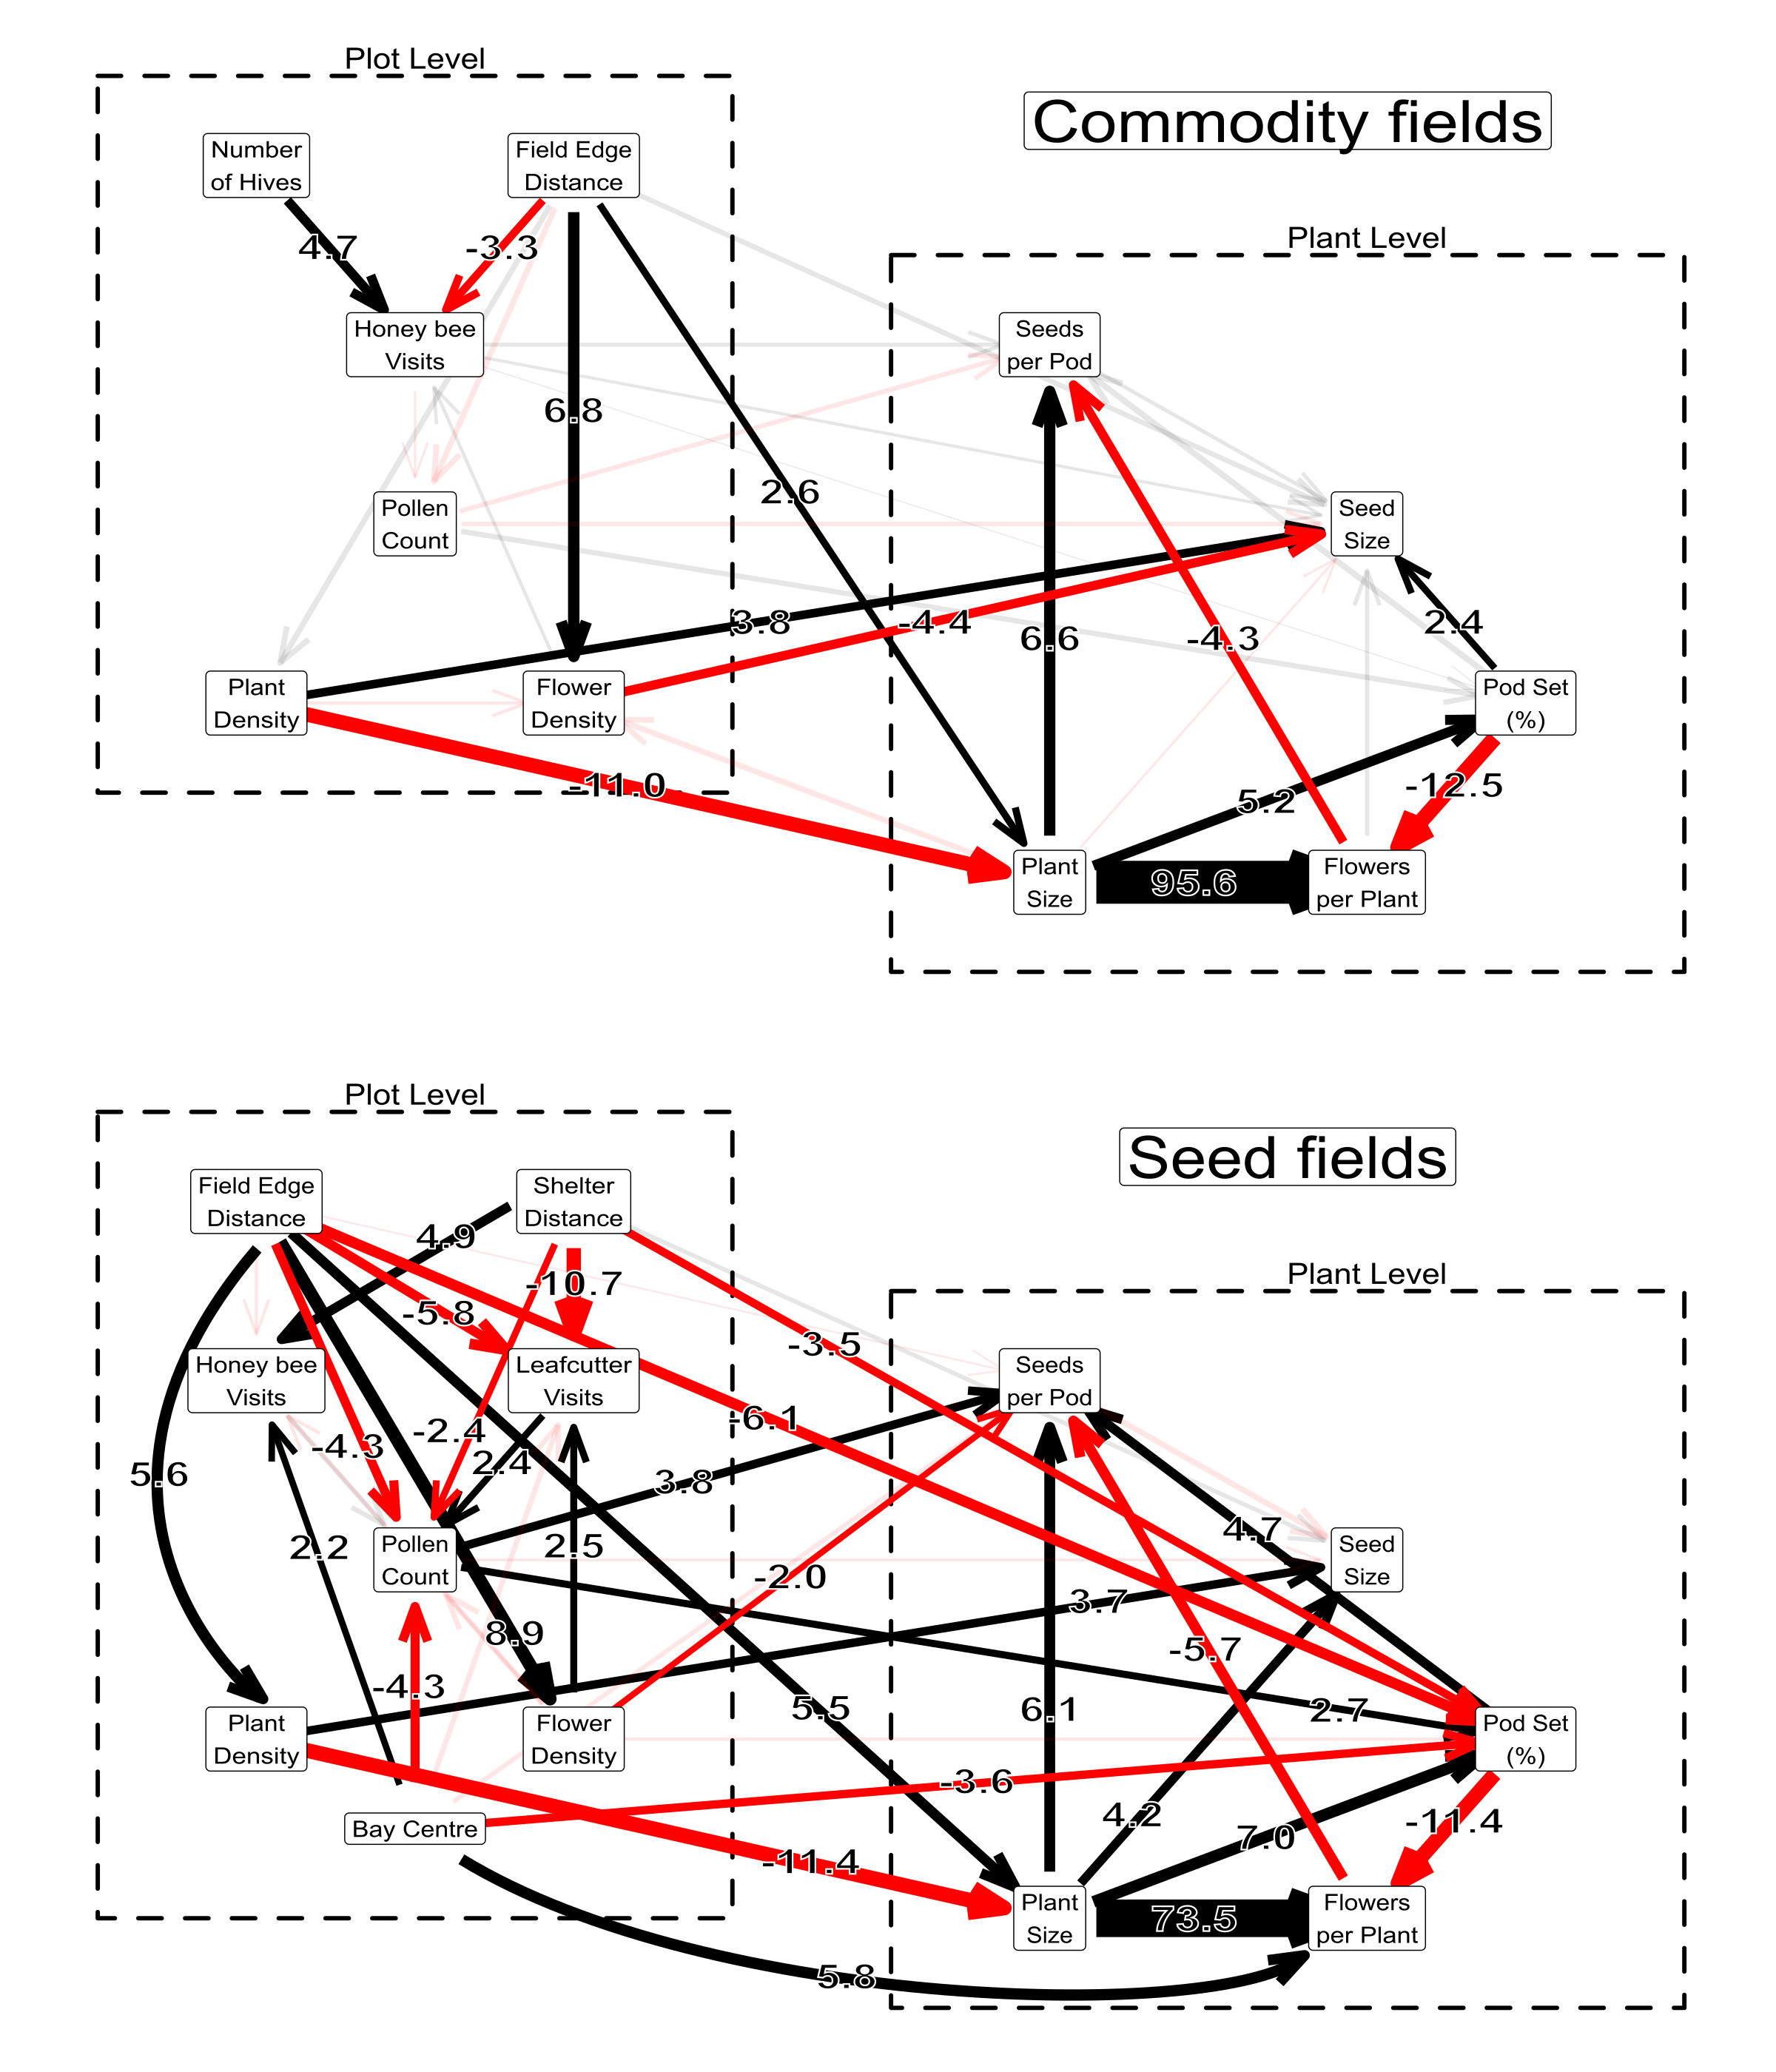 Plot Level
Commodity fields
Number
of Hives
Field Edge
Distance
4.7
-3.3
Plant Level
Honey bee
Visits
Seeds
per Pod
6.8
2.6
Pollen
Count
Seed
Size
3.8
-4.4
6.6
-4.3
2.4
Plant
Density
Flower
Density
Pod Set
(%)
-11.0
5.2
-12.5
Plant
Size
95.6
Flowers
per Plant
Plot Level
Seed fields
Field Edge
Distance
Shelter
Distance
4.9
-10.7
-5.8
Plant Level
-3.5
Honey bee
Visits
Leafcutter
Visits
Seeds
per Pod
-6.1
-2.4
-4.3
2.4
5.6
3.8
4.7
2.2
2.5
Pollen
Count
Seed
Size
-2.0
3.7
8.9
-5.7
-4.3
5.5
6.1
2.7
Plant
Density
Flower
Density
Pod Set
(%)
-3.6
Bay Centre
4.2
7.0
-11.4
-11.4
Plant
Size
73.5
Flowers
per Plant
5.8